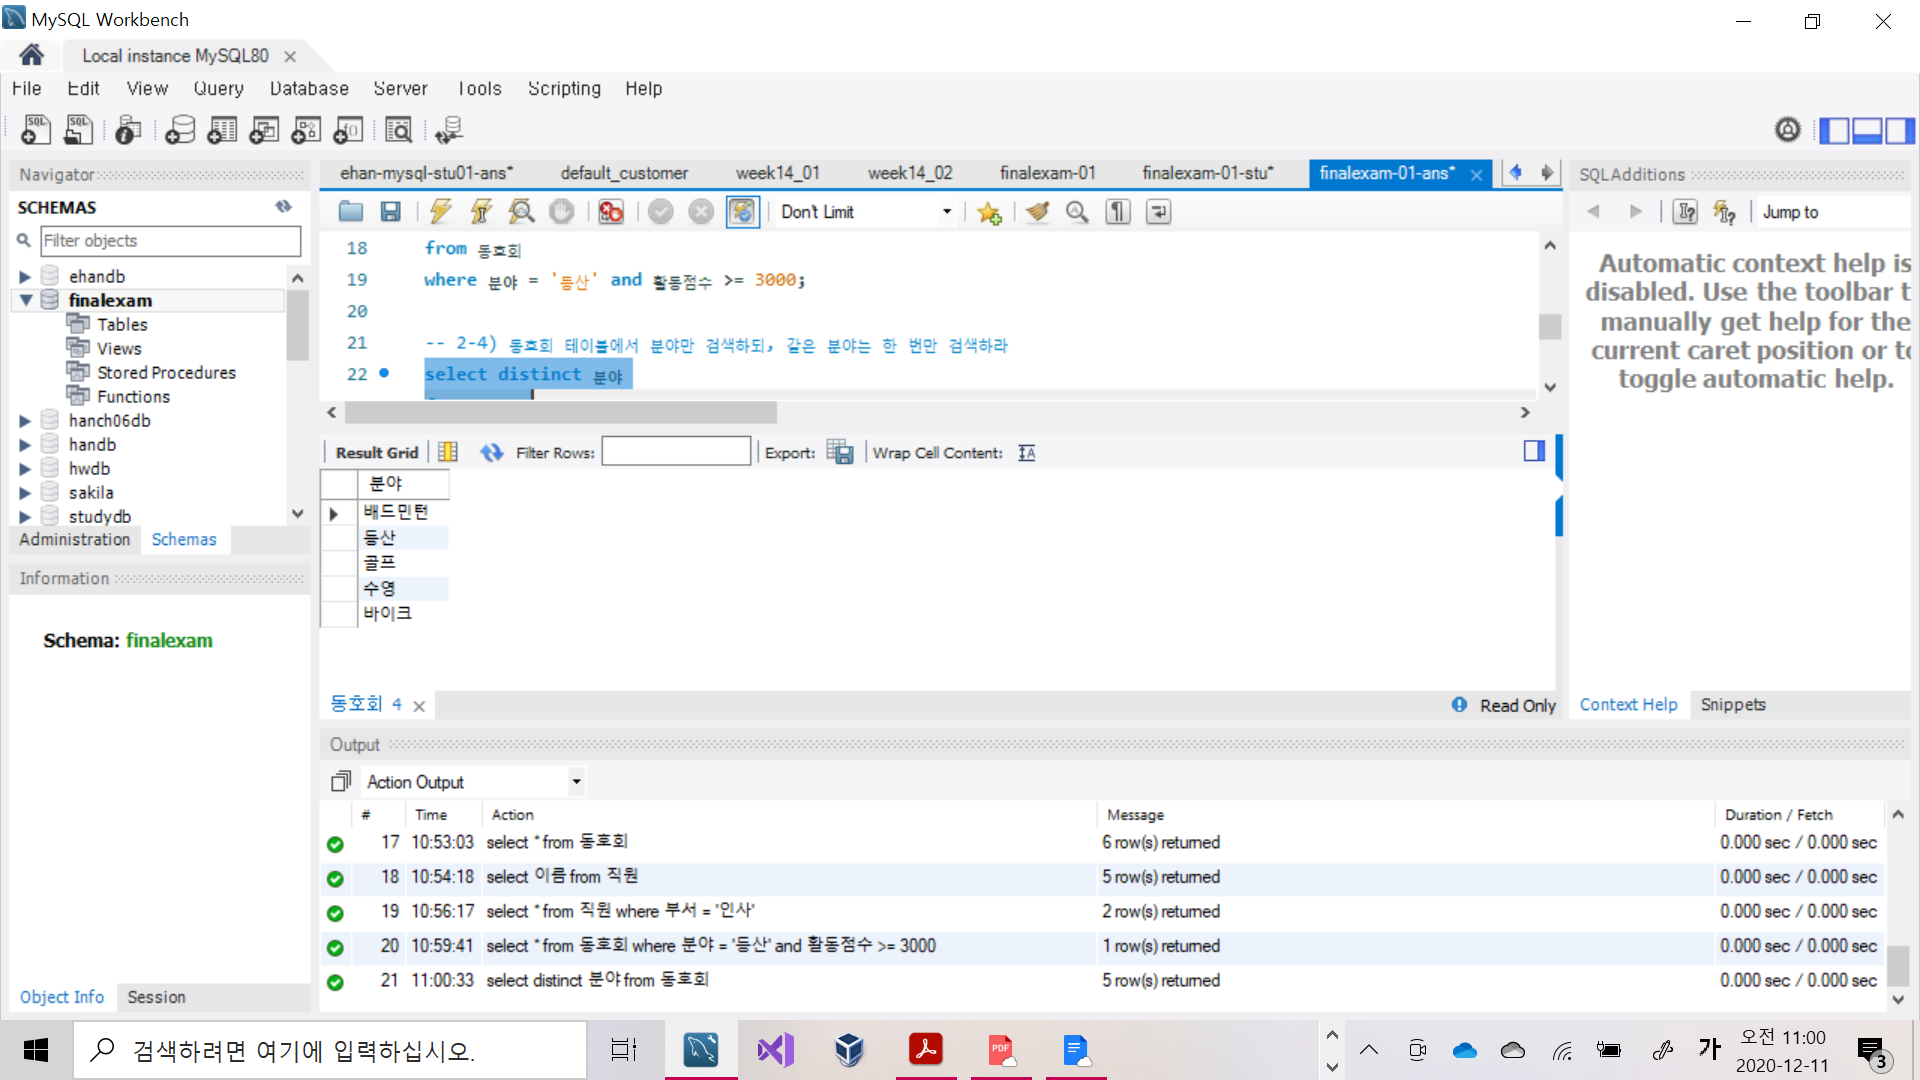 MySQL Workbench
Local instance MySQL80
File Edit View Query Database Server Tools Scripting Help
Navigator
SCHEMAS
Filter objects
ehandb
finalexam
Tables
Views
Stored Procedures
Functions
hanch06db
handb
hwdb
sakila
studydb
Administration Schemas
Information
Schema: finalexam
Object Info Session
ehan-mysql-stu01-ans* default_customer week14_01 week14_02 finalexam-01 finalexam-01-stu* finalexam-01-ans*
Don't Limit
18 from 동호회
19 where 분야 = '등산' and 활동점수 >= 3000;
20
21 -- 2-4) 동호회 테이블에서 분야만 검색하되, 같은 분야는 한 번만 검색하라
22 select distinct 분야
Result Grid Filter Rows: Export: Wrap Cell Content:
분야
배드민턴
등산
골프
수영
바이크
동호회 4
Read Only
SQLAdditions
Jump to
Automatic context help is
disabled. Use the toolbar t
manually get help for the
current caret position or to
toggle automatic help.
Context Help Snippets
Output
Action Output
# Time Action Message Duration / Fetch
17 10:53:03 select * from 동호회 6 row(s) returned 0.000 sec / 0.000 sec
18 10:54:18 select 이름 from 직원 5 row(s) returned 0.000 sec / 0.000 sec
19 10:56:17 select * from 직원 where 부서 = '인사' 2 row(s) returned 0.000 sec / 0.000 sec
20 10:59:41 select * from 동호회 where 분야 = '등산' and 활동점수 >= 3000 1 row(s) returned 0.000 sec / 0.000 sec
21 11:00:33 select distinct 분야 from 동호회 5 row(s) returned 0.000 sec / 0.000 sec
검색하려면 여기에 입력하십시오.
가
오전 11:00
2020-12-11
3